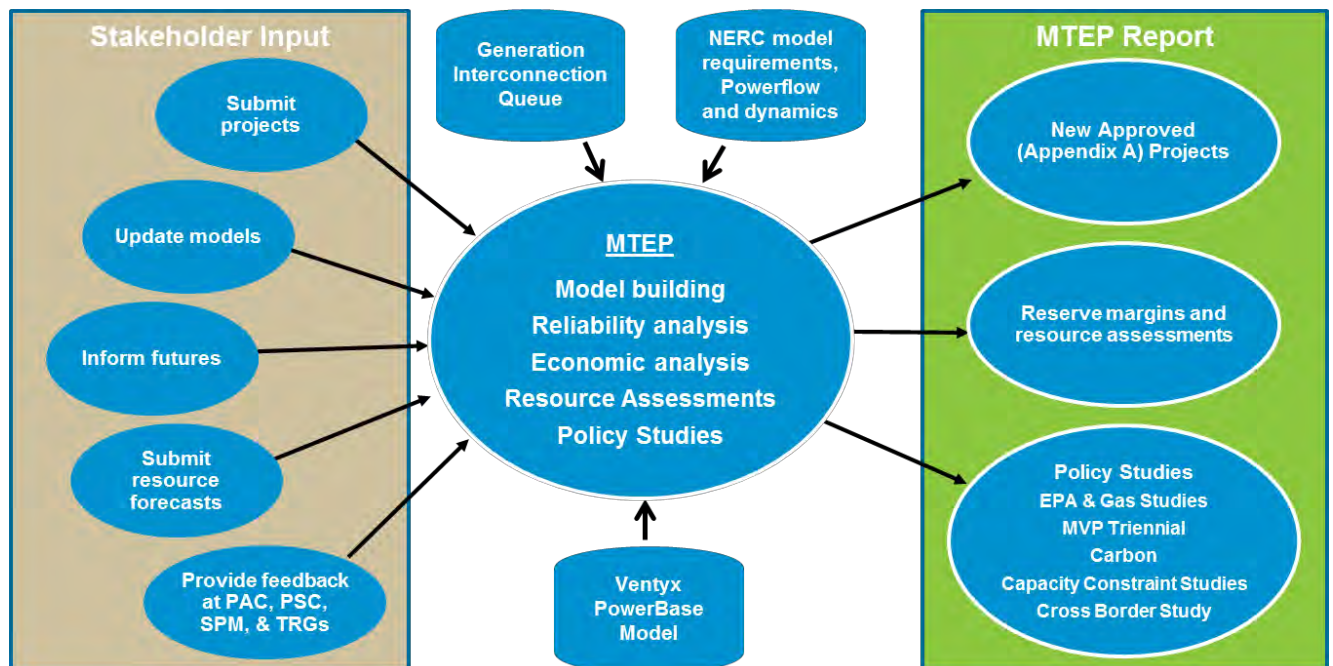 Stakeholder Input
Submit
projects
Update models
Inform futures
Submit
resource
forecasts
Provide feedback
at PAC, PSC,
SPM, & TRGs
Generation
Interconnection
Queue
NERC model
requirements,
Powerflow
and dynamics
MTEP
Model building
Reliability analysis
Economic analysis
Resource Assessments
Policy Studies
Ventyx
PowerBase
Model
MTEP Report
New Approved
(Appendix A) Projects
Reserve margins and
resource assessments
Policy Studies
EPA & Gas Studies
MVP Triennial
Carbon
Capacity Constraint Studies
Cross Border Study